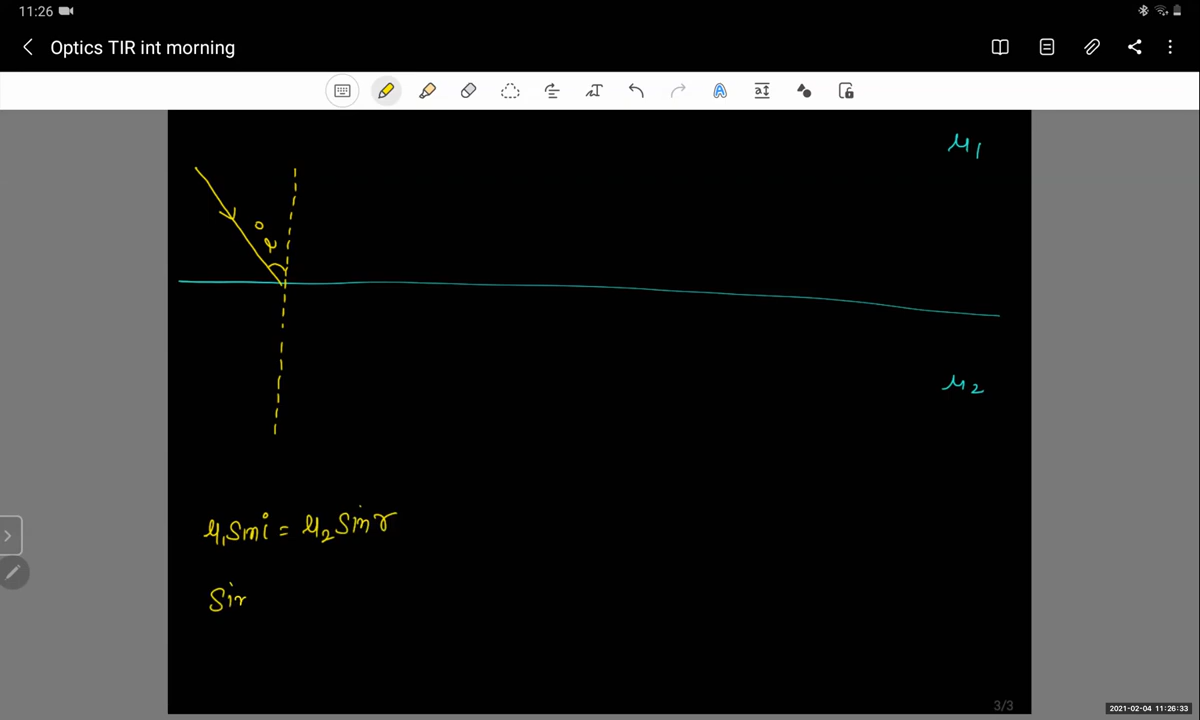 11:26
Optics TIR int morning
μ1
i
μ2
μ1 sin i = μ2 sin r
Sin
3/3
2021-02-04 11:26:33